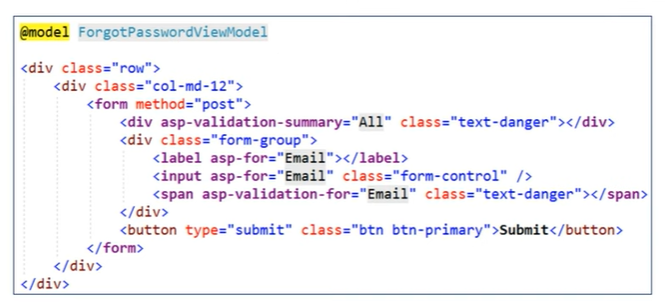 @model ForgotPasswordViewModel
<div class="row">
<div class="col-md-12">
<form method="post">
<div asp-validation-summary="All" class="text-danger"></div>
<div class="form-group">
<label asp-for="Email"></label>
<input asp-for="Email" class="form-control" />
<span asp-validation-for="Email" class="text-danger"></span>
</div>
<button type="submit" class="btn btn-primary">Submit</button>
</form>
</div>
</div>